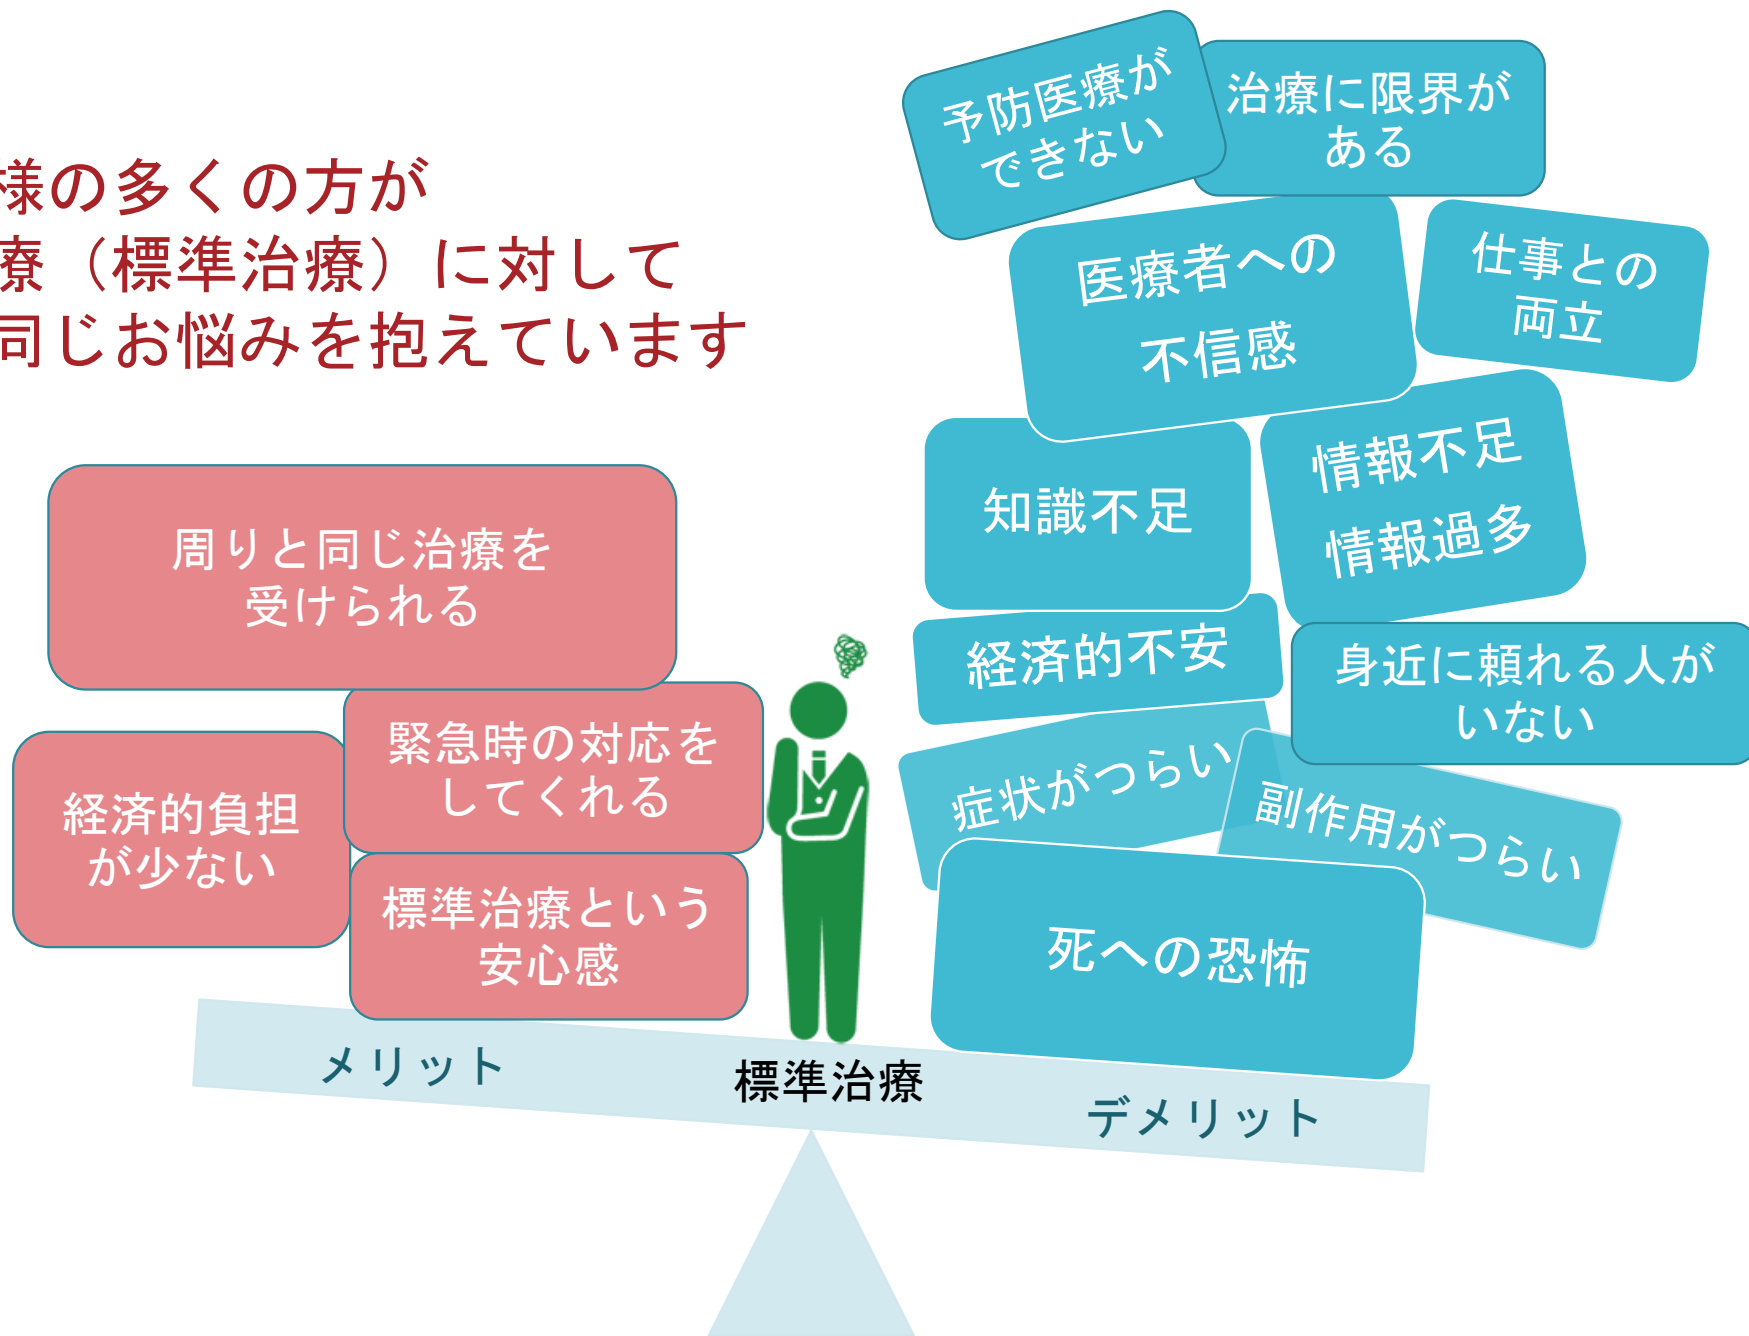 様の多くの方が
療（標準治療）に対して
同じお悩みを抱えています
周りと同じ治療を
受けられる
緊急時の対応を
してくれる
経済的負担
が少ない
標準治療という
安心感
メリット
標準治療
予防医療が
できない
治療に限界が
ある
医療者への
不信感
仕事との
両立
知識不足
情報不足
情報過多
経済的不安
身近に頼れる人が
いない
症状がつらい
副作用がつらい
死への恐怖
デメリット